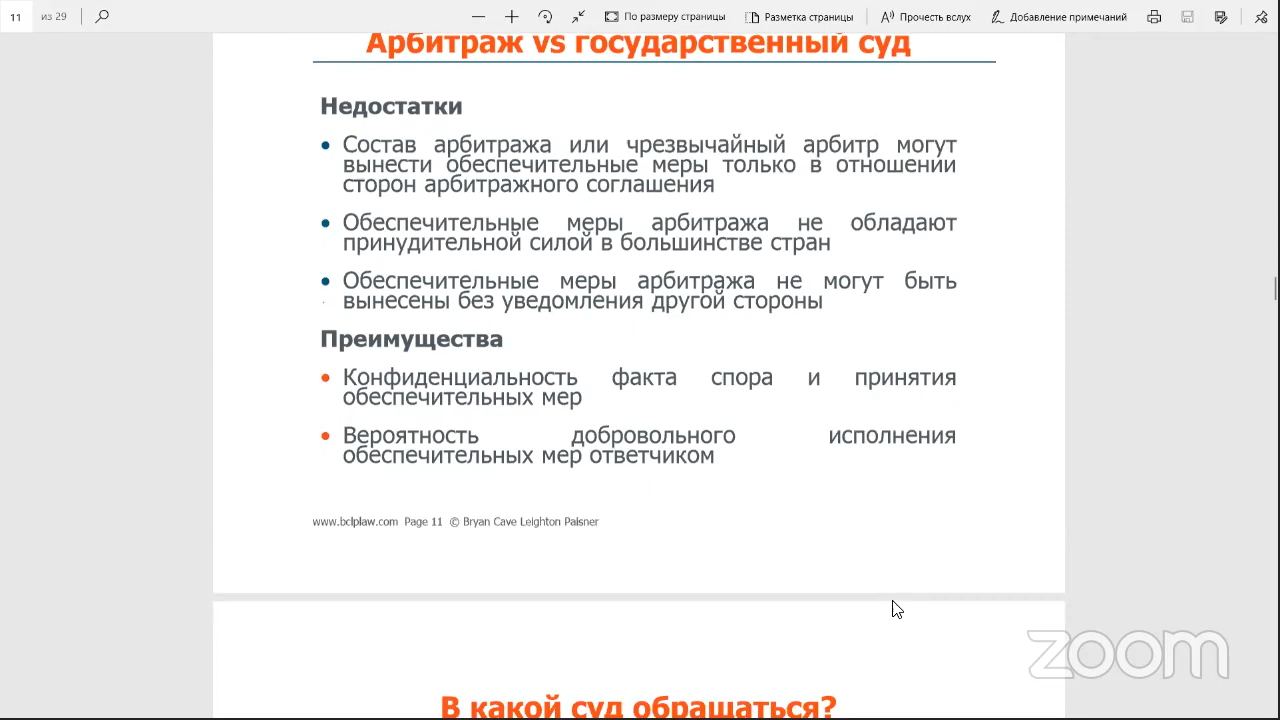 11 из 29 По размеру страницы Разметка страницы Прочесть вслух Добавление примечаний
Арбитраж vs государственный суд
Недостатки
• Состав арбитража или чрезвычайный арбитр могут
вынести обеспечительные меры только в отношении
сторон арбитражного соглашения
• Обеспечительные меры арбитража не обладают
принудительной силой в большинстве стран
• Обеспечительные меры арбитража не могут быть
вынесены без уведомления другой стороны
Преимущества
• Конфиденциальность факта спора и принятия
обеспечительных мер
• Вероятность добровольного исполнения
обеспечительных мер ответчиком
www.bclplaw.com Page 11 © Bryan Cave Leighton Paisner
zoom
В какой суд обращаться?